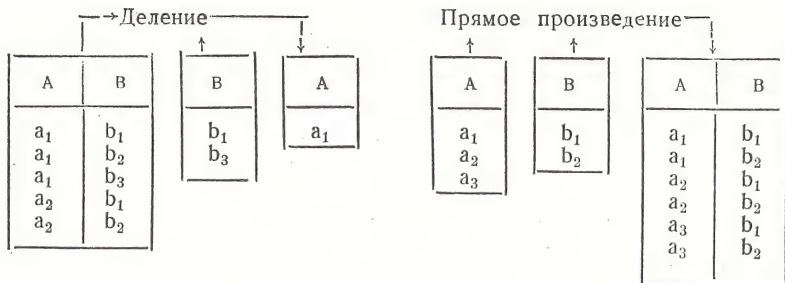 Деление Прямое произведение
A B B A A B A B
a₁ b₁ b₁ a₁ a₁ b₁ a₁ b₁
a₁ b₂ b₃ a₂ b₂ a₁ b₂
a₁ b₃ a₃ a₂ b₁
a₂ b₁ a₂ b₂
a₂ b₂ a₃ b₁
a₃ b₂